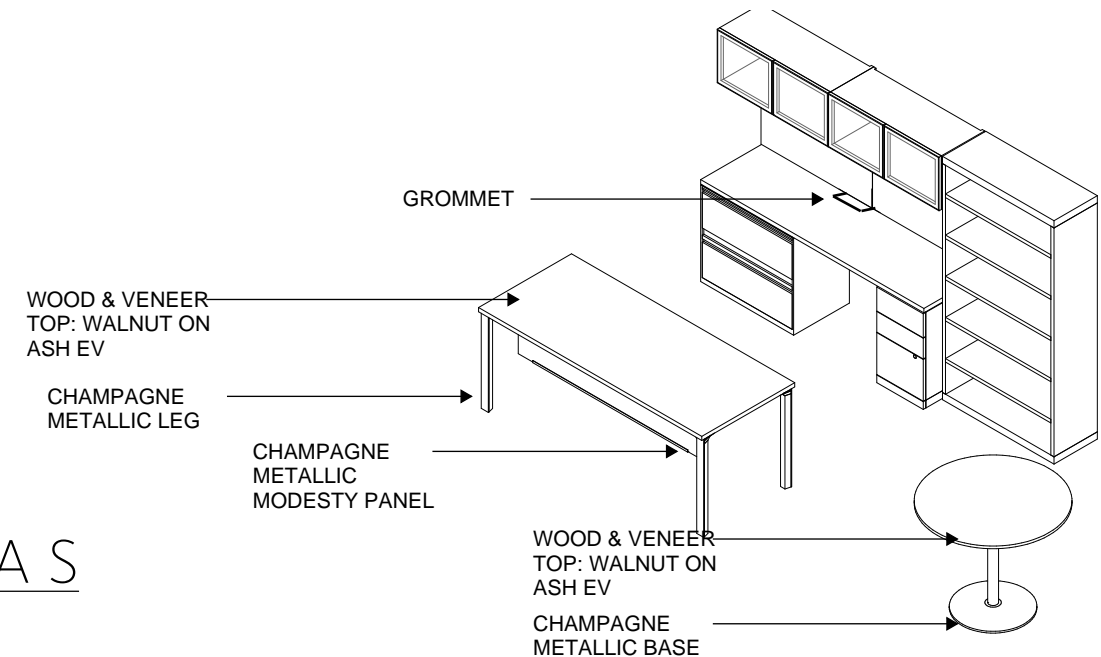 GROMMET
WOOD & VENEER
TOP: WALNUT ON
ASH EV
CHAMPAGNE
METALLIC LEG
CHAMPAGNE
METALLIC
MODESTY PANEL
A S
WOOD & VENEER
TOP: WALNUT ON
ASH EV
CHAMPAGNE
METALLIC BASE